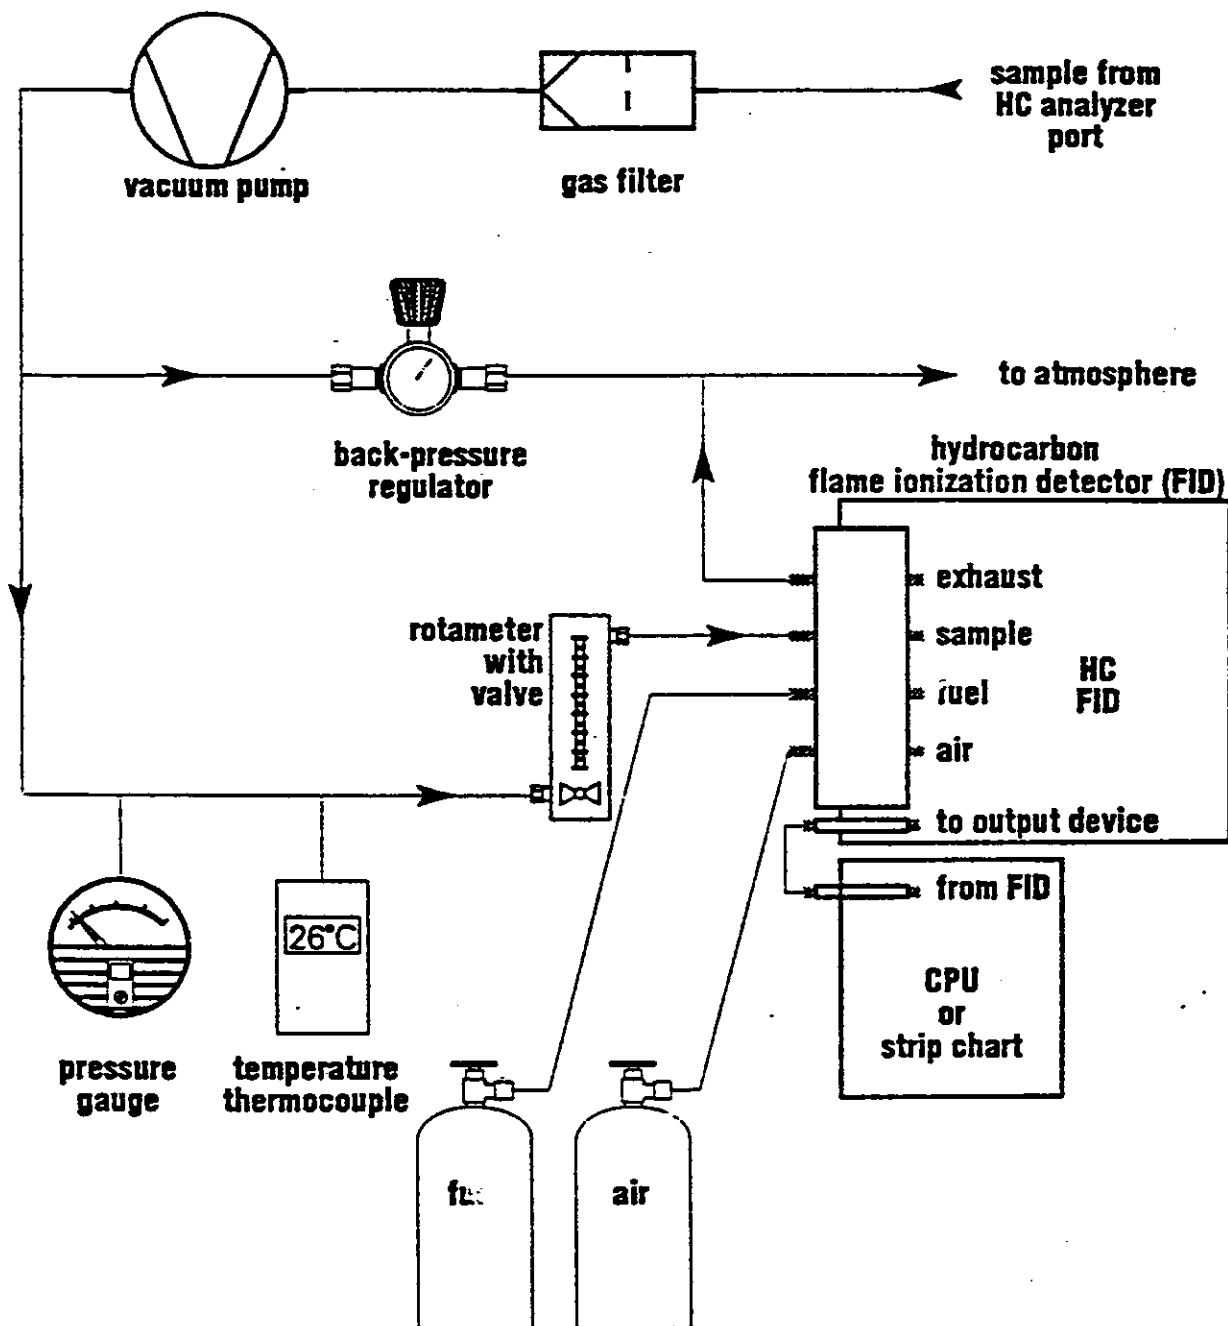 sample from
HC analyzer
port
vacuum pump
gas filter
to atmosphere
back-pressure
regulator
hydrocarbon
flame ionization detector (FID)
exhaust
rotameter
with
valve
sample
HC
FID
fuel
air
to output device
from FID
26°C
CPU
or
strip chart
pressure
gauge
temperature
thermocouple
air